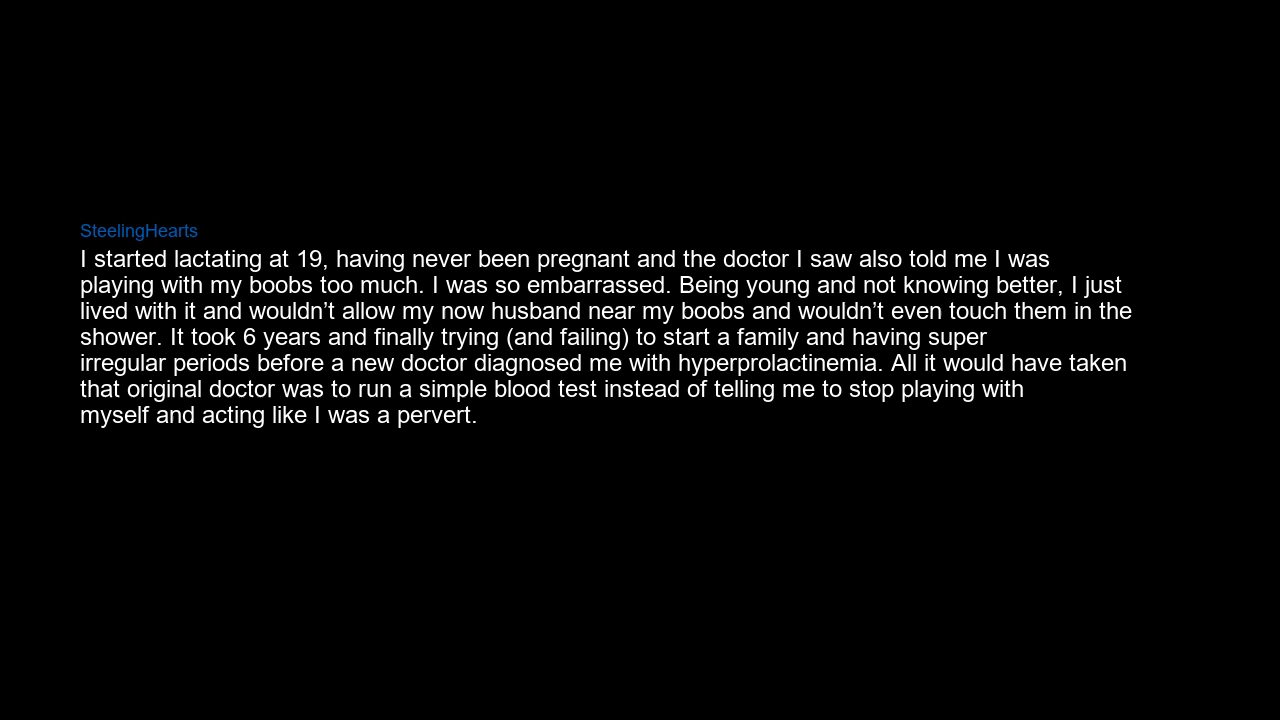 SteelingHearts
I started lactating at 19, having never been pregnant and the doctor I saw also told me I was
playing with my boobs too much. I was so embarrassed. Being young and not knowing better, I just
lived with it and wouldn’t allow my now husband near my boobs and wouldn’t even touch them in the
shower. It took 6 years and finally trying (and failing) to start a family and having super
irregular periods before a new doctor diagnosed me with hyperprolactinemia. All it would have taken
that original doctor was to run a simple blood test instead of telling me to stop playing with
myself and acting like I was a pervert.